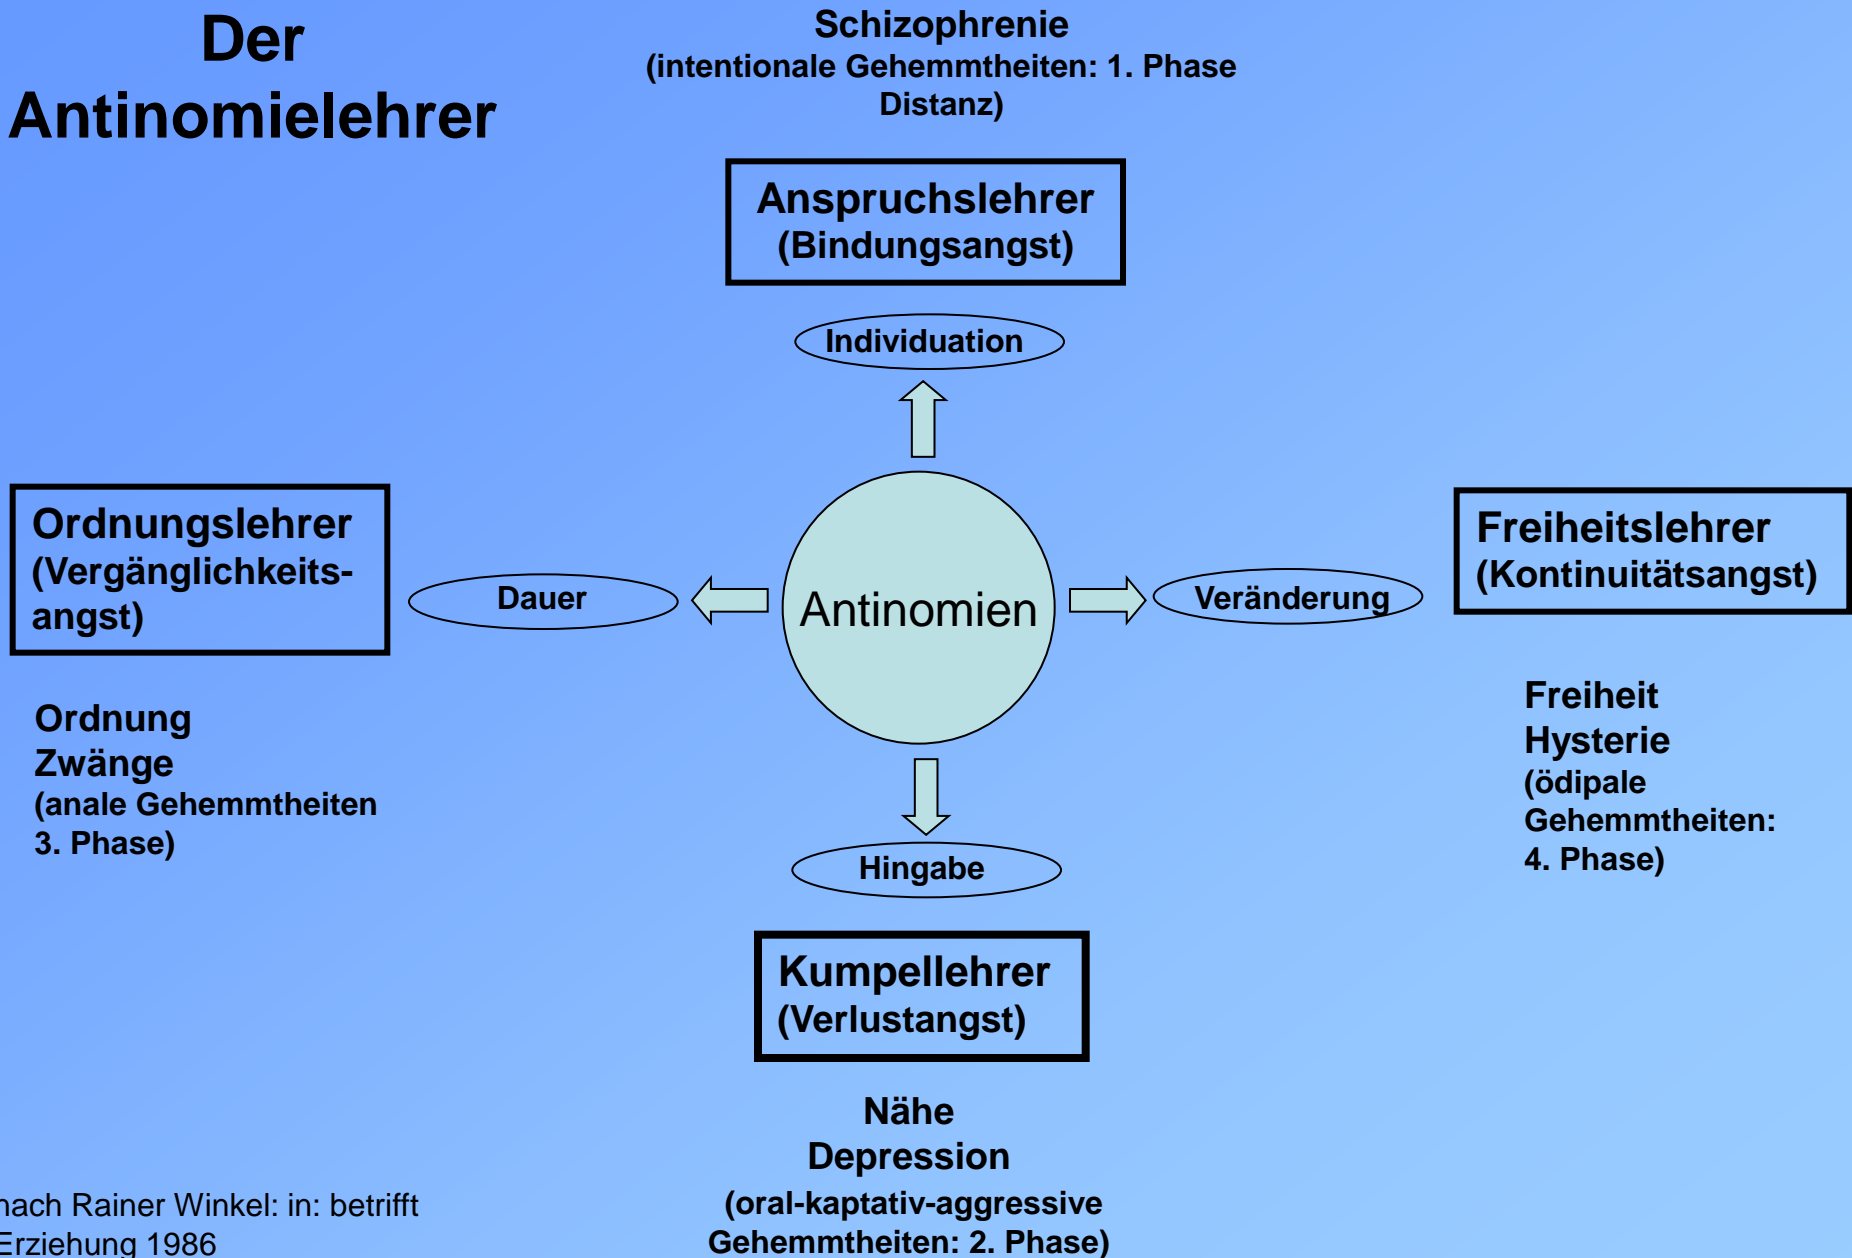 Der
Antinomielehrer
Schizophrenie
(intentionale Gehemmtheiten: 1. Phase
Distanz)
Anspruchslehrer
(Bindungsangst)
Individuation
Ordnungslehrer
(Vergänglichkeits-
angst)
Dauer
Antinomien
Veränderung
Freiheitslehrer
(Kontinuitätsangst)
Ordnung
Zwänge
(anale Gehemmtheiten
3. Phase)
Freiheit
Hysterie
(ödipale
Gehemmtheiten:
4. Phase)
Hingabe
Kumpellehrer
(Verlustangst)
Nähe
Depression
(oral-kaptativ-aggressive
Gehemmtheiten: 2. Phase)
nach Rainer Winkel: in: betrifft
Erziehung 1986